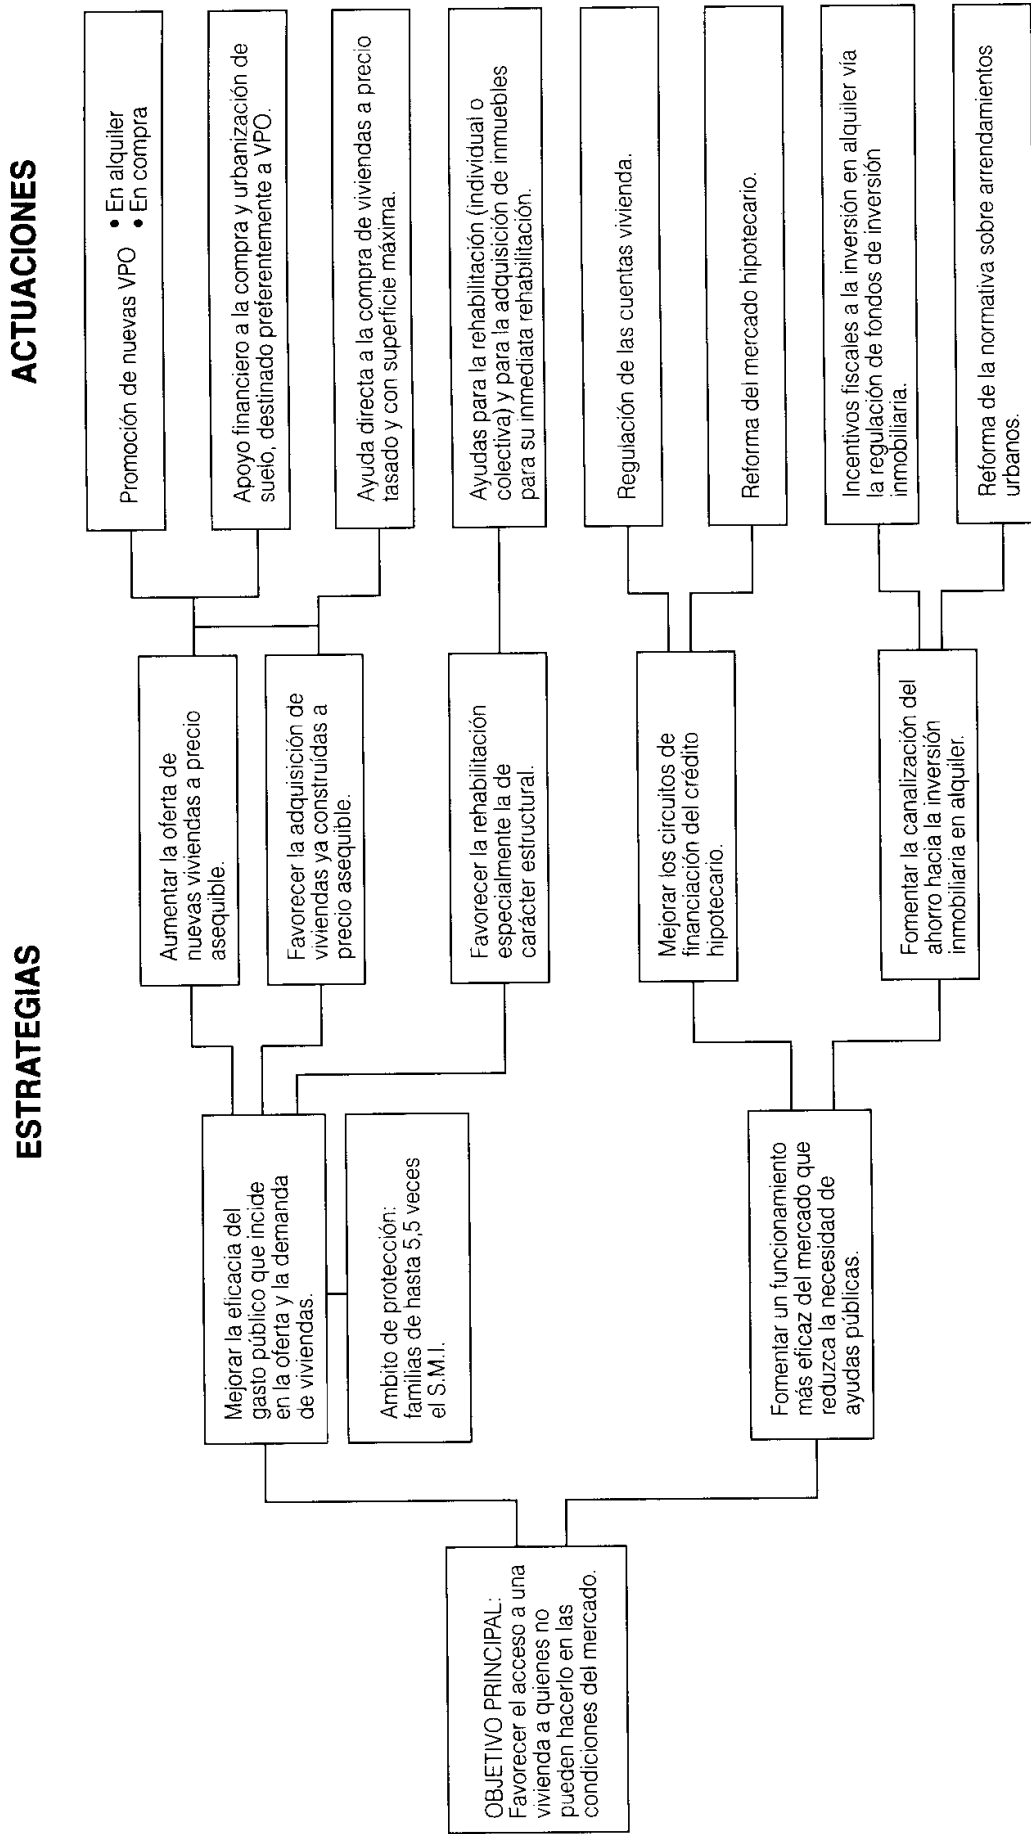 ESTRATEGIAS
ACTUACIONES
OBJETIVO PRINCIPAL:
Favorecer el acceso a una
vivienda a quienes no
pueden hacerlo en las
condiciones del mercado.
Mejorar la eficacia del
gasto público que incide
en la oferta y la demanda
de viviendas.
Ambito de protección:
familias de hasta 5,5 veces
el S.M.I.
Fomentar un funcionamiento
más eficaz del mercado que
reduzca la necesidad de
ayudas públicas.
Aumentar la oferta de
nuevas viviendas a precio
asequible.
Favorecer la adquisición de
viviendas ya construídas a
precio asequible.
Favorecer la rehabilitación
especialmente la de
carácter estructural.
Mejorar los circuitos de
financiación del crédito
hipotecario.
Fomentar la canalización del
ahorro hacia la inversión
inmobiliaria en alquiler.
Promoción de nuevas VPO
• En alquiler
• En compra
Apoyo financiero a la compra y urbanización de
suelo, destinado preferentemente a VPO.
Ayuda directa a la compra de viviendas a precio
tasado y con superficie máxima.
Ayudas para la rehabilitación (individual o
colectiva) y para la adquisición de inmuebles
para su inmediata rehabilitación.
Regulación de las cuentas vivienda.
Reforma del mercado hipotecario.
Incentivos fiscales a la inversión en alquiler vía
la regulación de fondos de inversión
inmobiliaria.
Reforma de la normativa sobre arrendamientos
urbanos.